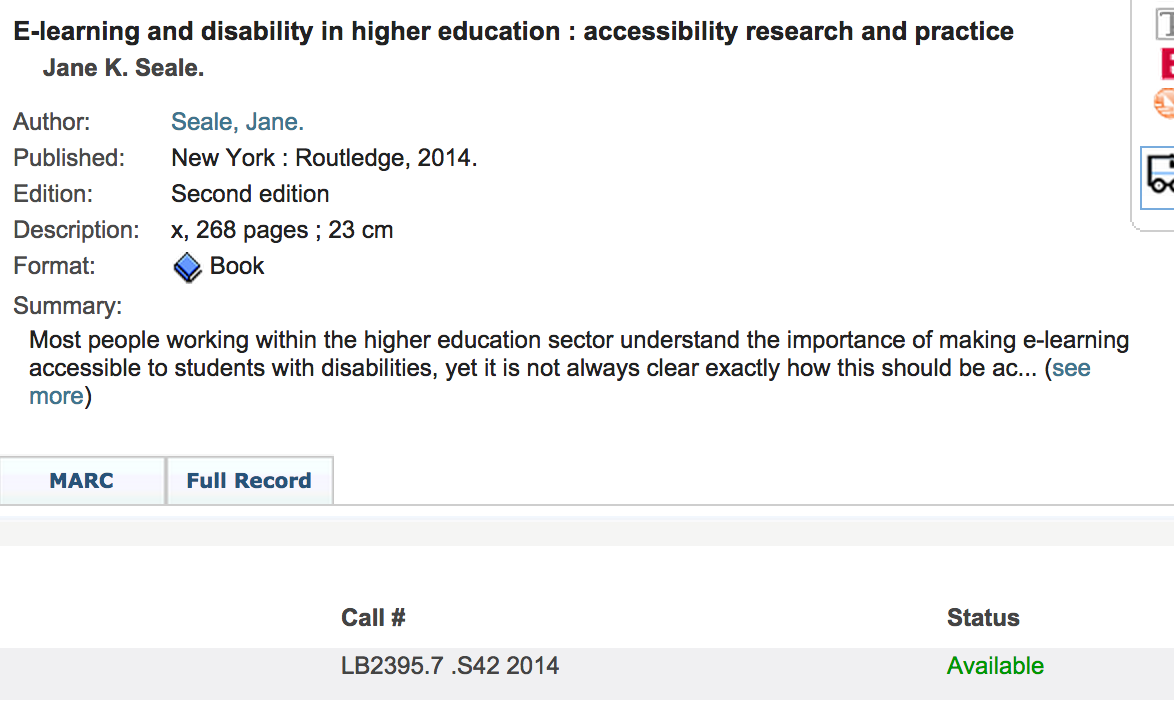 E-learning and disability in higher education : accessibility research and practice
Jane K. Seale.
Author: Seale, Jane.
Published: New York : Routledge, 2014.
Edition: Second edition
Description: x, 268 pages ; 23 cm
Format: Book
Summary:
Most people working within the higher education sector understand the importance of making e-learning
accessible to students with disabilities, yet it is not always clear exactly how this should be ac... (see
more)
MARC Full Record
Call # Status
LB2395.7 .S42 2014 Available